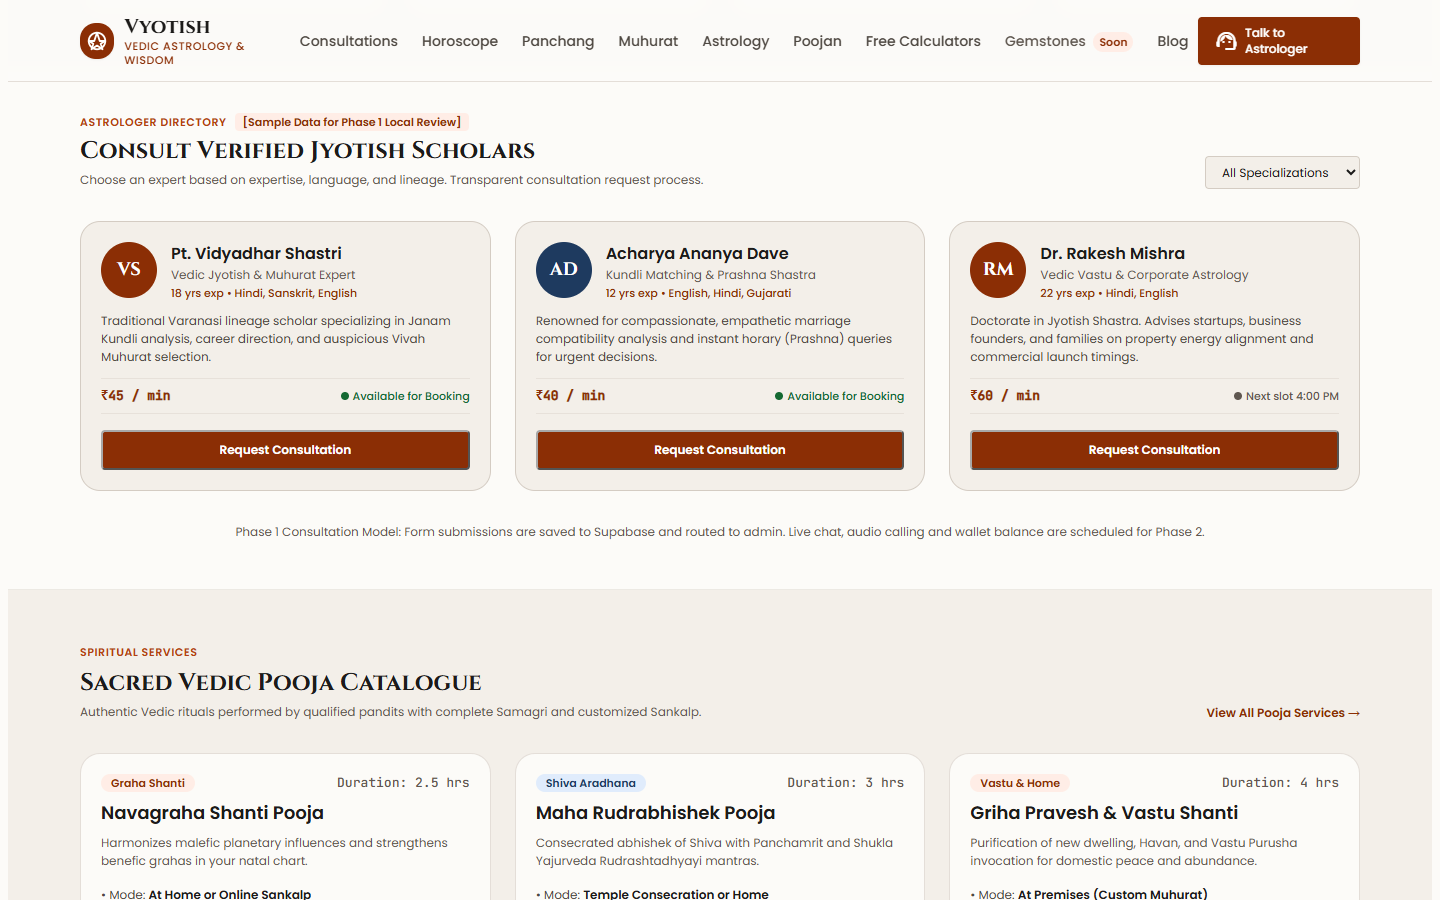 Vyotish
VEDIC ASTROLOGY &
WISDOM
Consultations
Horoscope
Panchang
Muhurat
Astrology
Poojan
Free Calculators
Gemstones Soon
Blog
Talk to
Astrologer
ASTROLOGER DIRECTORY [Sample Data for Phase 1 Local Review]
Consult Verified Jyotish Scholars
Choose an expert based on expertise, language, and lineage. Transparent consultation request process.
All Specializations
VS
Pt. Vidyadhar Shastri
Vedic Jyotish & Muhurat Expert
18 yrs exp • Hindi, Sanskrit, English
Traditional Varanasi lineage scholar specializing in Janam
Kundli analysis, career direction, and auspicious Vivah
Muhurat selection.
₹45 / min
Available for Booking
Request Consultation
AD
Acharya Ananya Dave
Kundli Matching & Prashna Shastra
12 yrs exp • English, Hindi, Gujarati
Renowned for compassionate, empathetic marriage
compatibility analysis and instant horary (Prashna) queries
for urgent decisions.
₹40 / min
Available for Booking
Request Consultation
RM
Dr. Rakesh Mishra
Vedic Vastu & Corporate Astrology
22 yrs exp • Hindi, English
Doctorate in Jyotish Shastra. Advises startups, business
founders, and families on property energy alignment and
commercial launch timings.
₹60 / min
Next slot 4:00 PM
Request Consultation
Phase 1 Consultation Model: Form submissions are saved to Supabase and routed to admin. Live chat, audio calling and wallet balance are scheduled for Phase 2.
SPIRITUAL SERVICES
Sacred Vedic Pooja Catalogue
Authentic Vedic rituals performed by qualified pandits with complete Samagri and customized Sankalp.
View All Pooja Services →
Graha Shanti
Duration: 2.5 hrs
Navagraha Shanti Pooja
Harmonizes malefic planetary influences and strengthens
benefic grahas in your natal chart.
• Mode: At Home or Online Sankalp
Shiva Aradhana
Duration: 3 hrs
Maha Rudrabhishek Pooja
Consecrated abhishek of Shiva with Panchamrit and Shukla
Yajurveda Rudrashtadhyayi mantras.
• Mode: Temple Consecration or Home
Vastu & Home
Duration: 4 hrs
Griha Pravesh & Vastu Shanti
Purification of new dwelling, Havan, and Vastu Purusha
invocation for domestic peace and abundance.
• Mode: At Premises (Custom Muhurat)